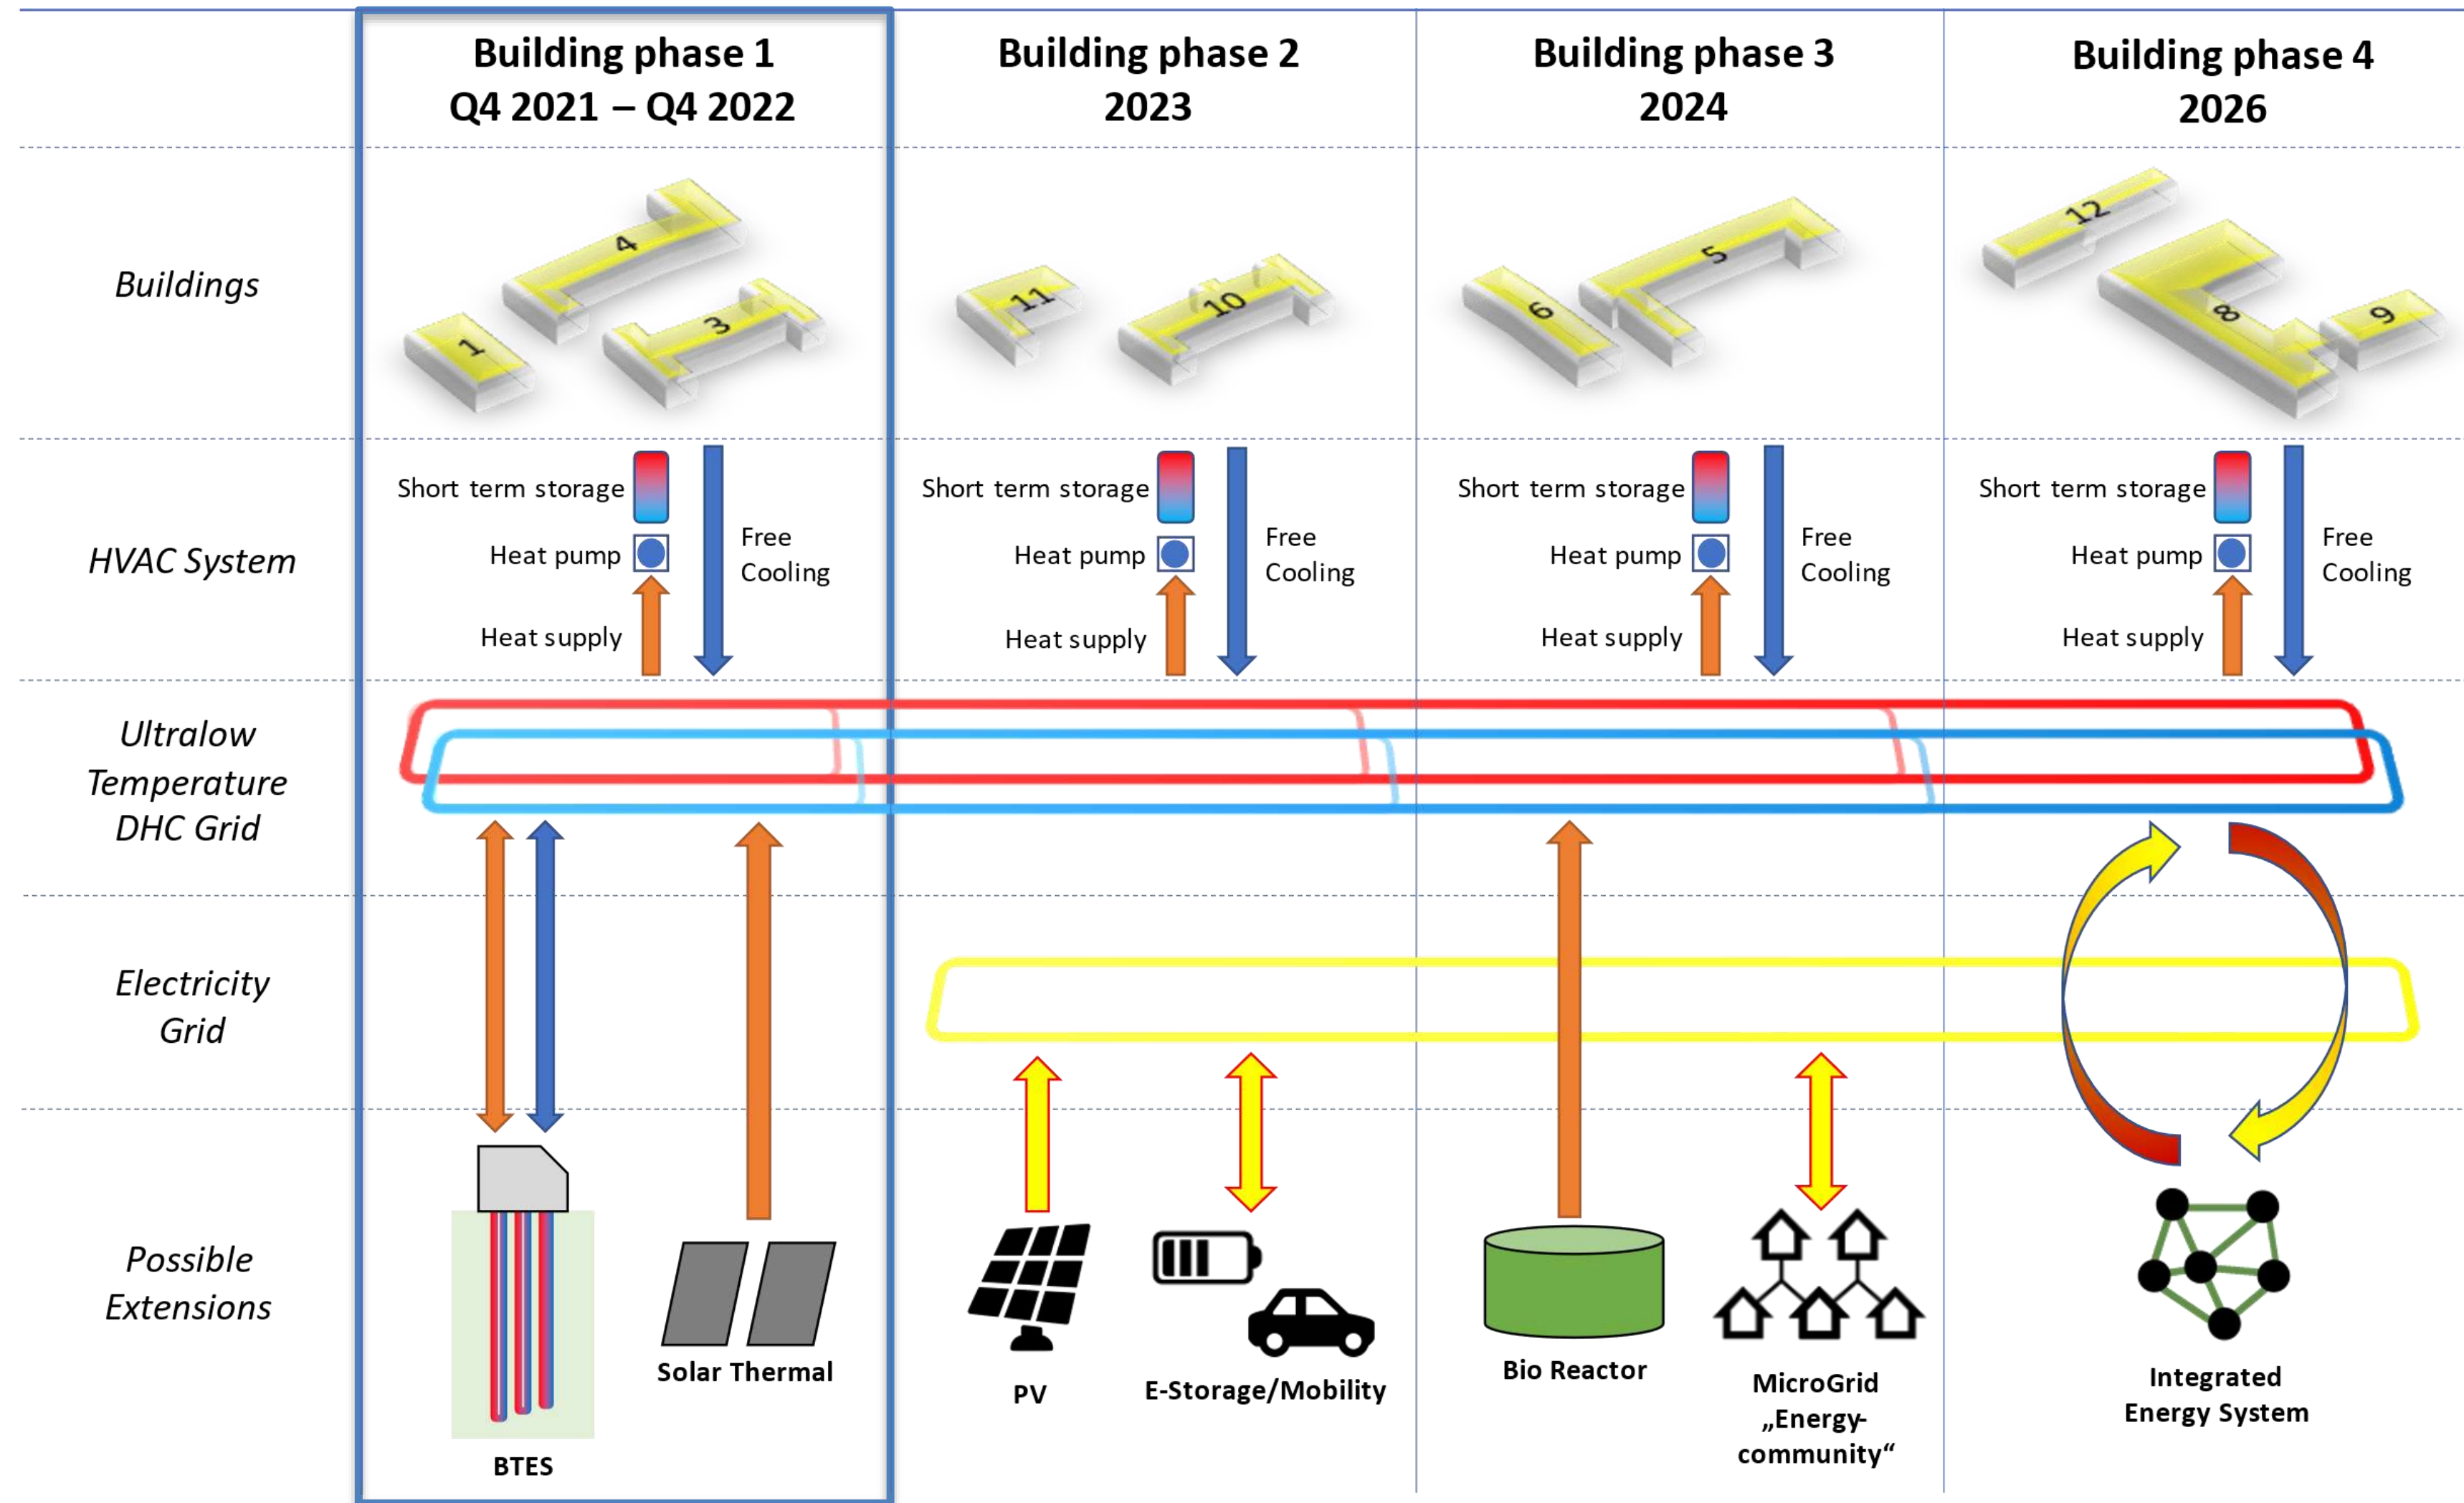 Building phase 1
Q4 2021 – Q4 2022
Building phase 2
2023
Building phase 3
2024
Building phase 4
2026
Buildings
1
4
3
11
10
6
5
12
8
9
HVAC System
Short term storage
Heat pump
Heat supply
Free
Cooling
Short term storage
Heat pump
Heat supply
Free
Cooling
Short term storage
Heat pump
Heat supply
Free
Cooling
Short term storage
Heat pump
Heat supply
Free
Cooling
Ultralow
Temperature
DHC Grid
Electricity
Grid
Possible
Extensions
BTES
Solar Thermal
PV
E-Storage/Mobility
Bio Reactor
MicroGrid
„Energy-
community“
Integrated
Energy System